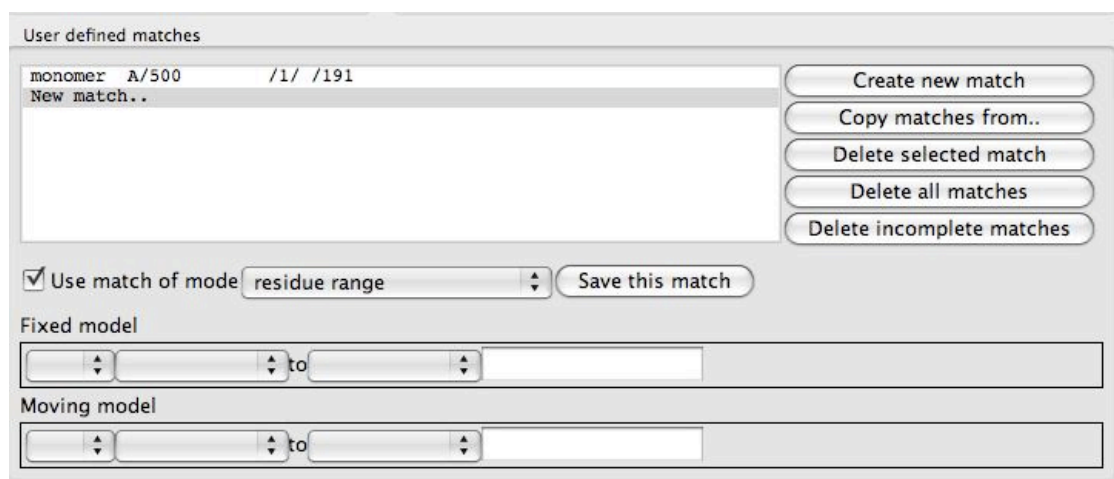 User defined matches
monomer A/500 /1/ /191
New match..
Create new match
Copy matches from..
Delete selected match
Delete all matches
Delete incomplete matches
Use match of mode residue range Save this match
Fixed model
to
Moving model
to